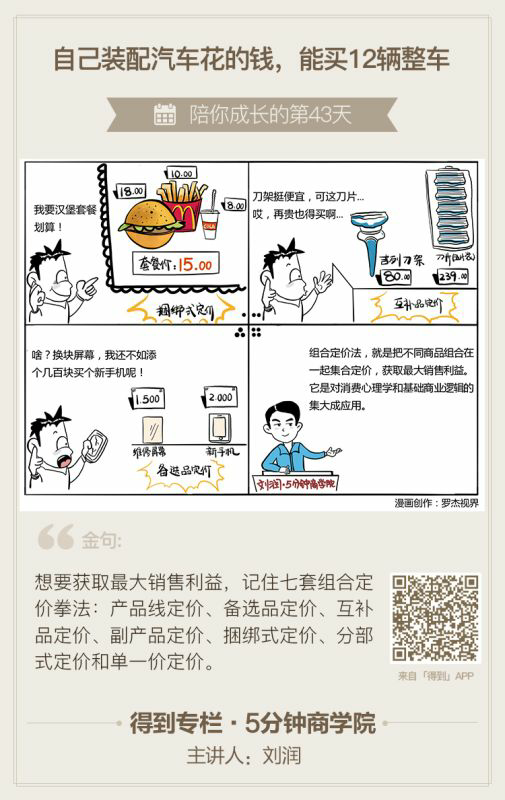 自己装配汽车花的钱，能买12辆整车
陪你成长的第43天
我要汉堡套餐
划算！
18.00
10.00
8.00
COLA
套餐价：15.00
捆绑式定价
刀架挺便宜，可这刀片...
哎，再贵也得买啊...
吉列刀架
80.00
239.00
互补品定价
啥？换块屏幕，我还不如添
个几百块买个新手机呢！
1.500
2.000
维修屏幕
新手机
备选品定价
组合定价法，就是把不同商品组合在
一起集合定价，获取最大销售利益。
它是对消费心理学和基础商业逻辑的
集大成应用。
刘润·5分钟商学院
漫画创作：罗杰视界
金句:
想要获取最大销售利益，记住七套组合定
价拳法：产品线定价、备选品定价、互补
品定价、副产品定价、捆绑式定价、分部
式定价和单一价定价。
来自「得到」APP
得到专栏·5分钟商学院
主讲人：刘润